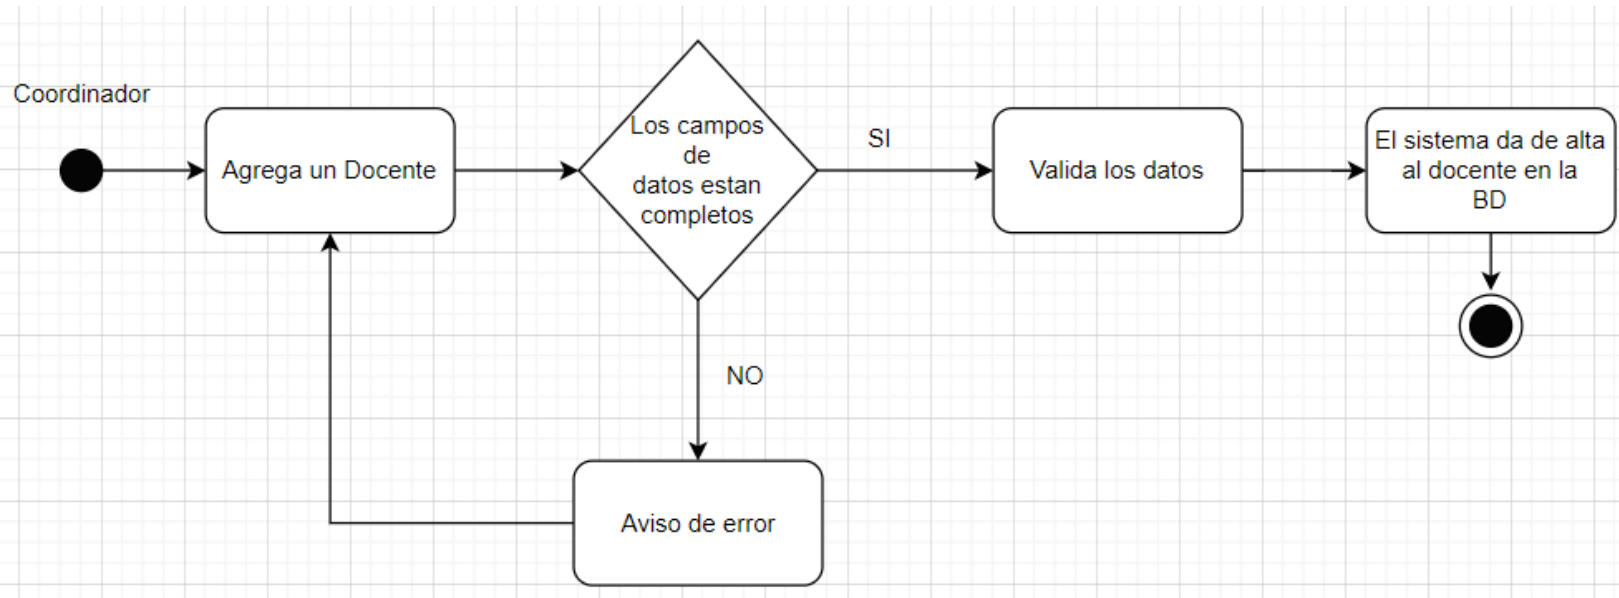 Coordinador
Agrega un Docente
Los campos
de
datos estan
completos
SI
Valida los datos
El sistema da de alta
al docente en la
BD
NO
Aviso de error